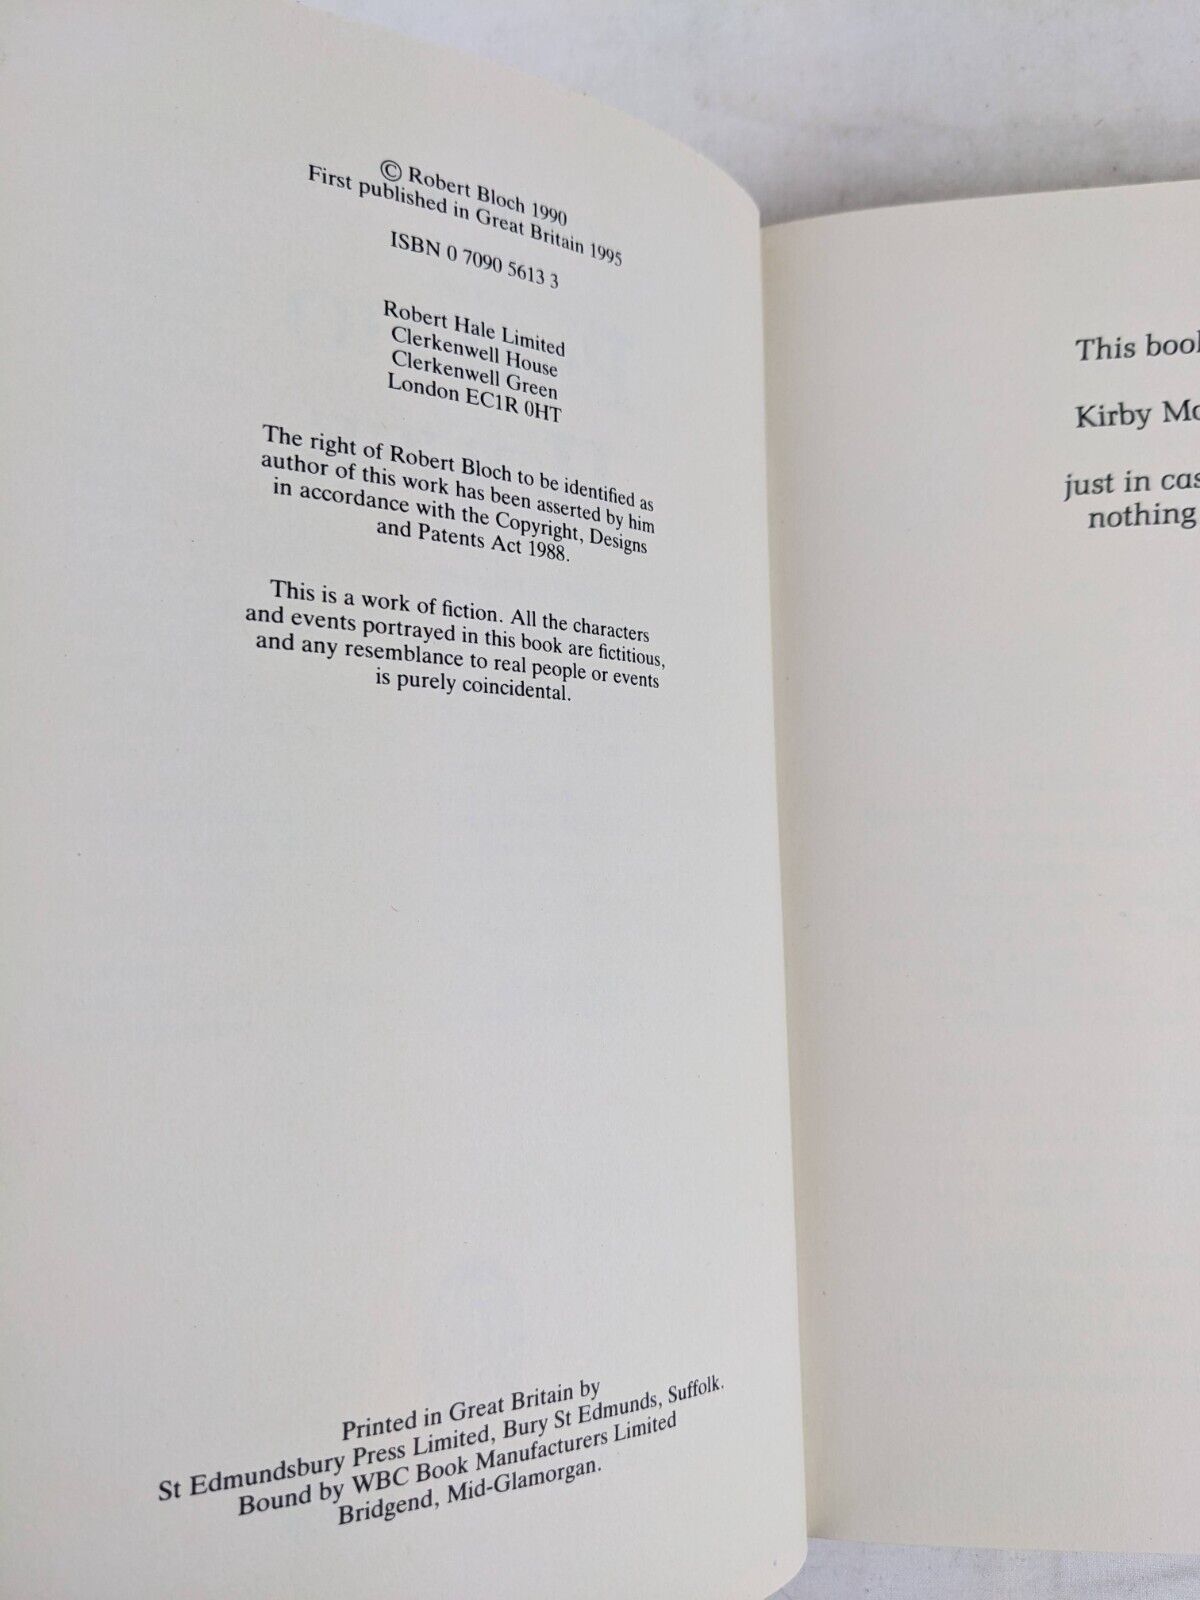 © Robert Bloch 1990
First published in Great Britain 1995
ISBN 0 7090 5613 3
Robert Hale Limited
Clerkenwell House
Clerkenwell Green
London EC1R 0HT
The right of Robert Bloch to be identified as
author of this work has been asserted by him
in accordance with the Copyright, Designs
and Patents Act 1988.
This is a work of fiction. All the characters
and events portrayed in this book are fictitious,
and any resemblance to real people or events
is purely coincidental.
Printed in Great Britain by
St Edmundsbury Press Limited, Bury St Edmunds, Suffolk.
Bound by WBC Book Manufacturers Limited
Bridgend, Mid-Glamorgan.
This book
Kirby
just in
nothing